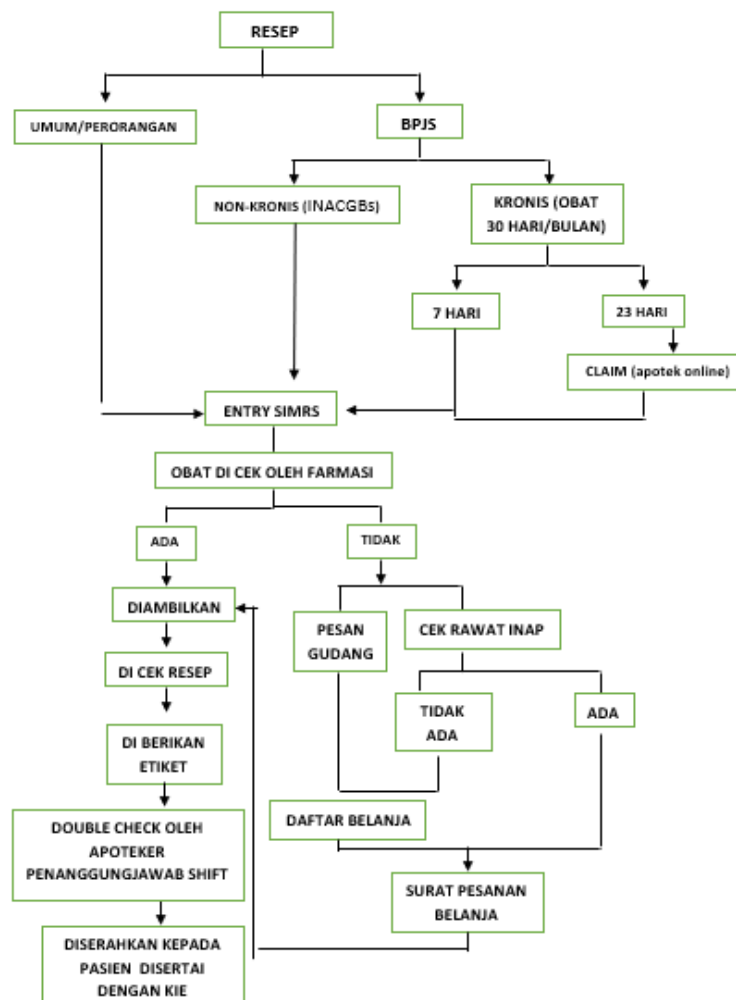 RESEP
UMUM/PERORANGAN
BPJS
NON-KRONIS (INACGBs)
KRONIS (OBAT
30 HARI/BULAN)
7 HARI
23 HARI
CLAIM (apotek online)
ENTRY SIMRS
OBAT DI CEK OLEH FARMASI
ADA
TIDAK
DIAMBILKAN
PESAN
GUDANG
CEK RAWAT INAP
DI CEK RESEP
TIDAK
ADA
ADA
DI BERIKAN
ETIKET
DAFTAR BELANJA
DOUBLE CHECK OLEH
APOTEKER
PENANGGUNGJAWAB SHIFT
SURAT PESANAN
BELANJA
DISERAHKAN KEPADA
PASIEN DISERTAI
DENGAN KIE